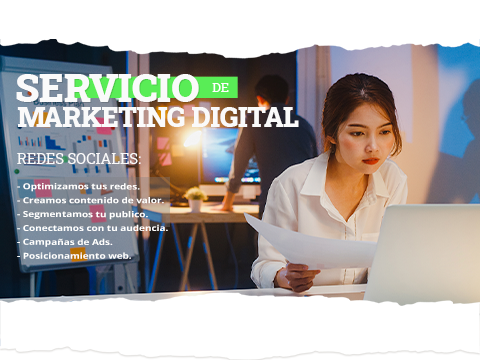 SERVICIO DE
MARKETING DIGITAL
REDES SOCIALES:
- Optimizamos tus redes.
- Creamos contenido de valor.
- Segmentamos tu publico.
- Conectamos con tu audencia.
- Campañas de Ads.
- Posicionamiento web.